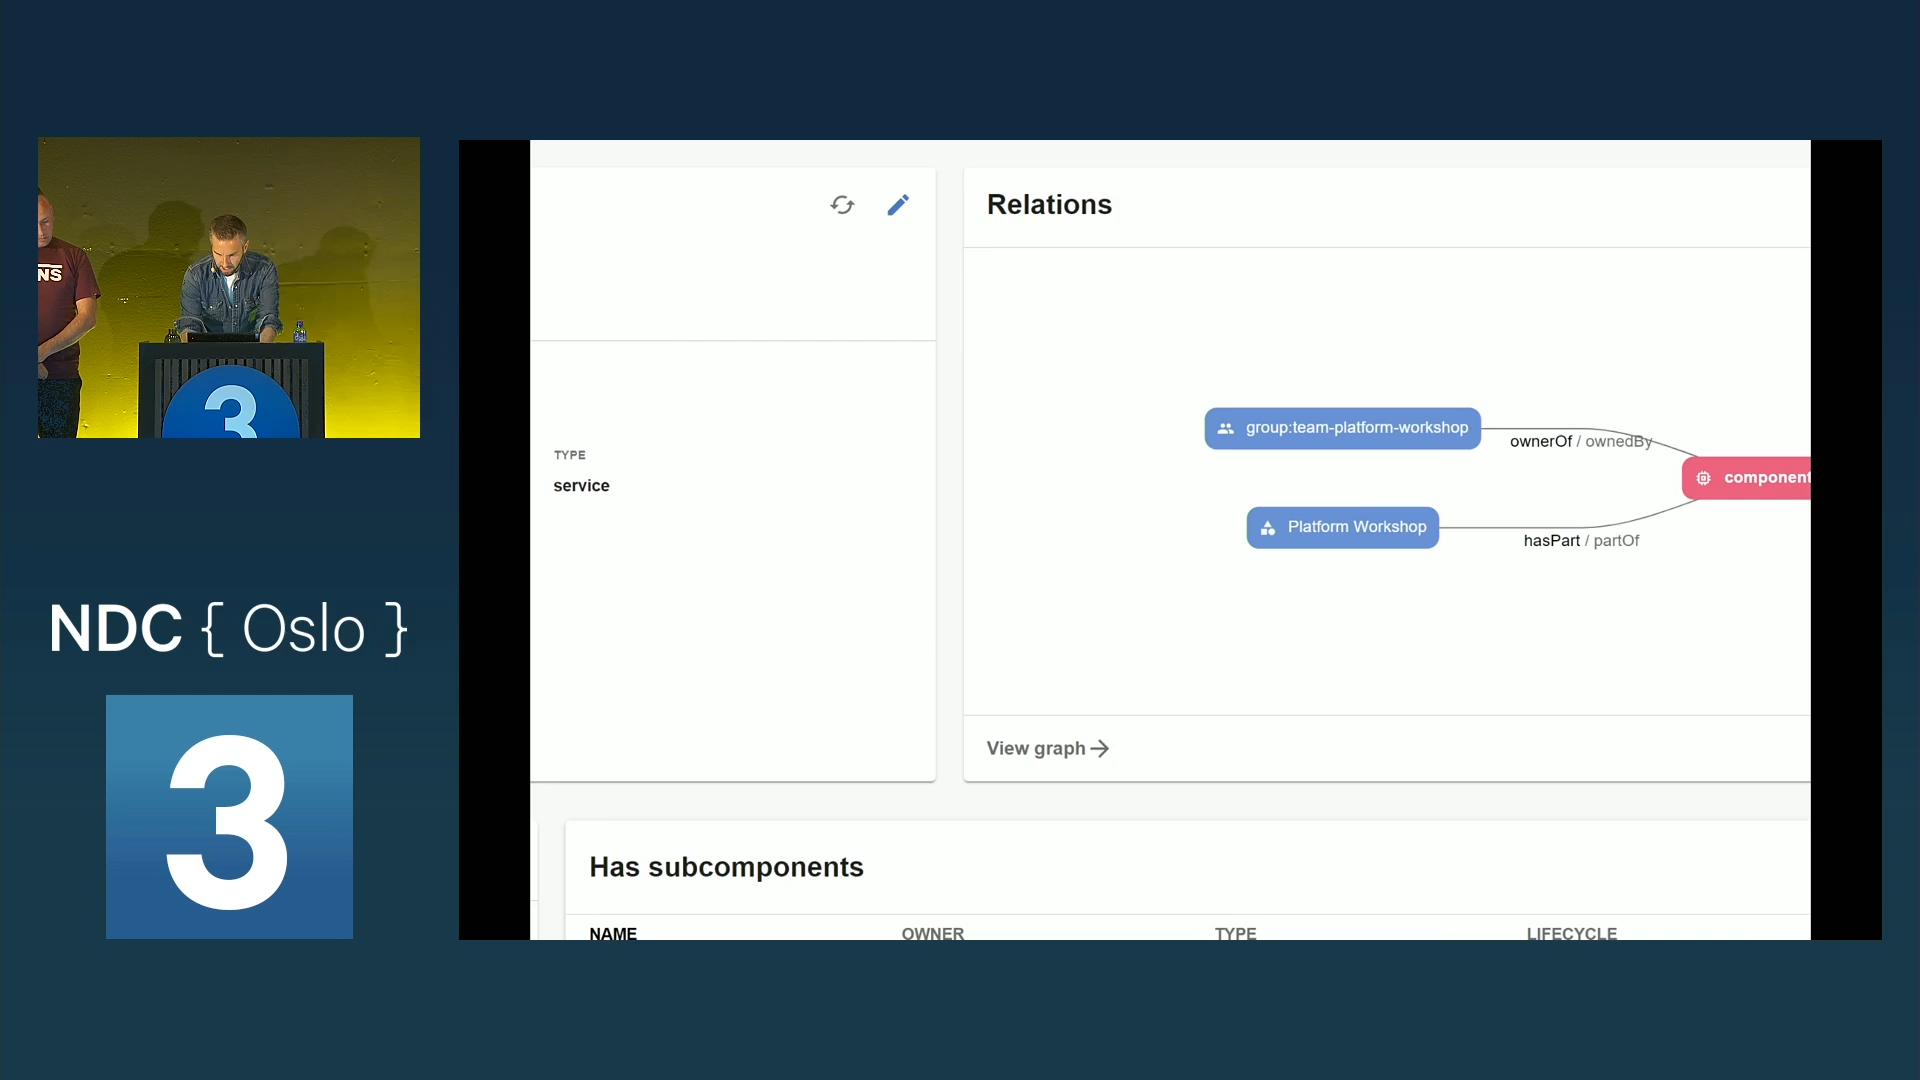 NS
3
NDC { Oslo }
3
Relations
TYPE
service
group:team-platform-workshop
ownerOf / ownedBy
component
Platform Workshop
hasPart / partOf
View graph
Has subcomponents
NAME OWNER TYPE LIFECYCLE